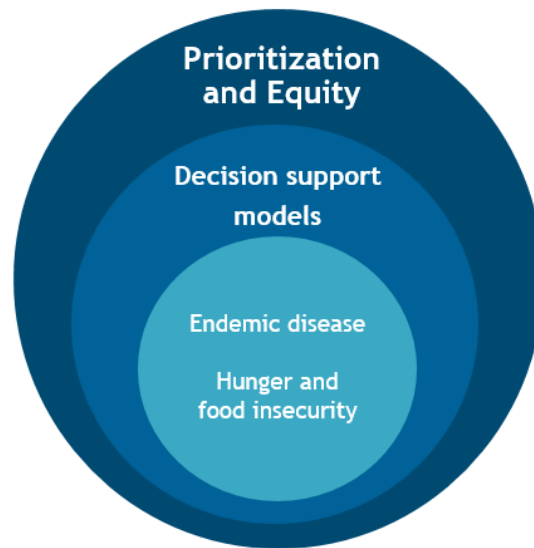 Prioritization
and Equity
Decision support
models
Endemic disease
Hunger and
food insecurity